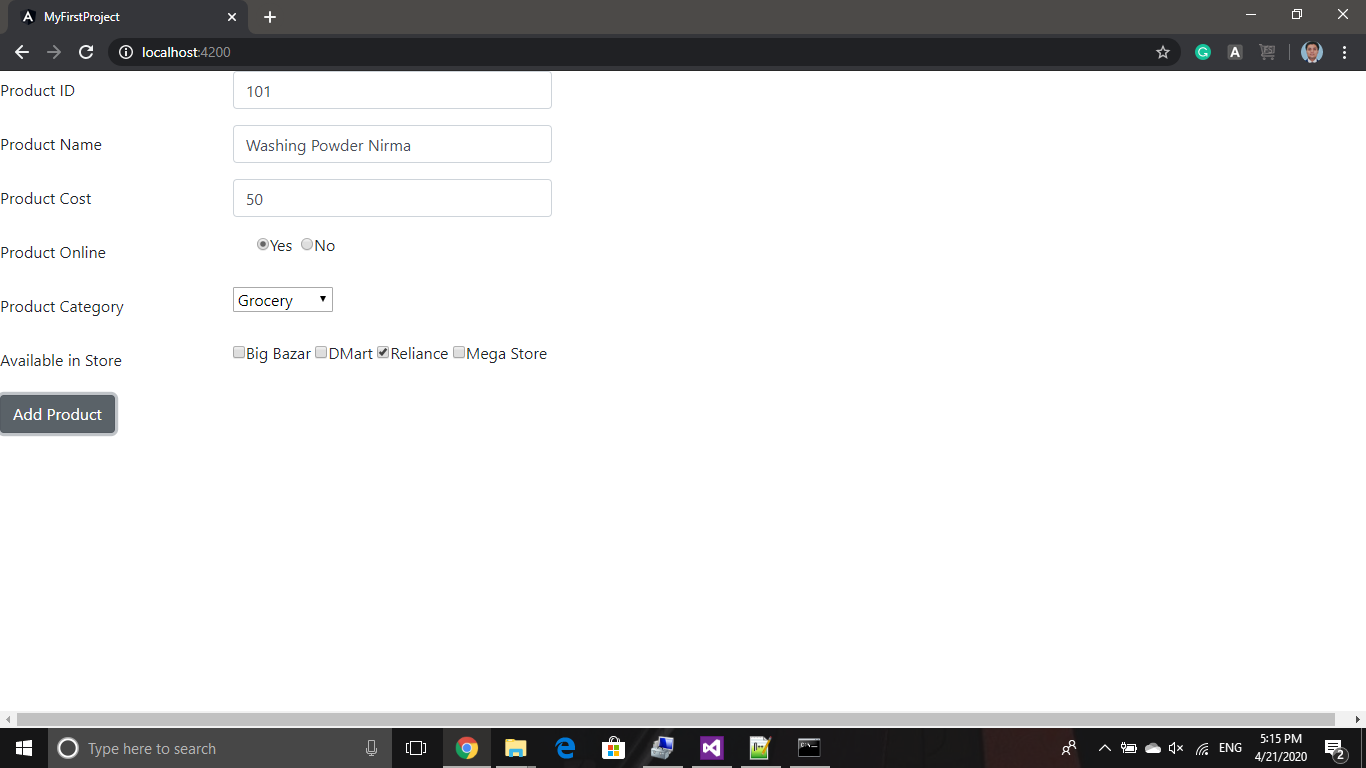 MyFirstProject
localhost:4200
Product ID
101
Product Name
Washing Powder Nirma
Product Cost
50
Product Online
Yes No
Product Category
Grocery
Available in Store
Big Bazar DMart Reliance Mega Store
Add Product
Type here to search
ENG
5:15 PM
4/21/2020
2